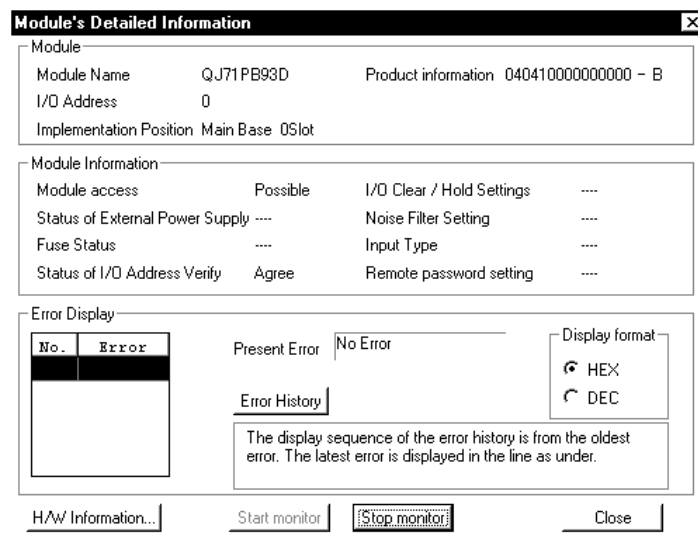 Module's Detailed Information
Module
Module Name QJ71PB93D Product information 040410000000000 - B
I/O Address 0
Implementation Position Main Base 0Slot
Module Information
Module access Possible I/O Clear / Hold Settings ----
Status of External Power Supply ---- Noise Filter Setting ----
Fuse Status ---- Input Type ----
Status of I/O Address Verify Agree Remote password setting ----
Error Display
No. Error
Present Error No Error
Display format
HEX
DEC
Error History
The display sequence of the error history is from the oldest
error. The latest error is displayed in the line as under.
H/W Information... Start monitor Stop monitor Close